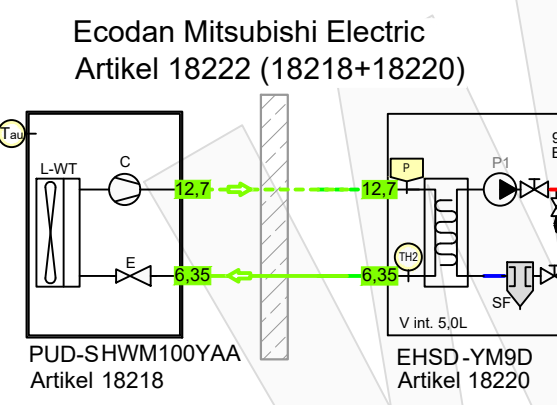 Ecodan Mitsubishi Electric
Artikel 18222 (18218+18220)
Tau
L-WT
C
12,7
12,7
P
P1
9
E
E
6,35
6,35
TH2
SF
V int. 5,0L
PUD-SHWM100YAA
Artikel 18218
EHSD-YM9D
Artikel 18220